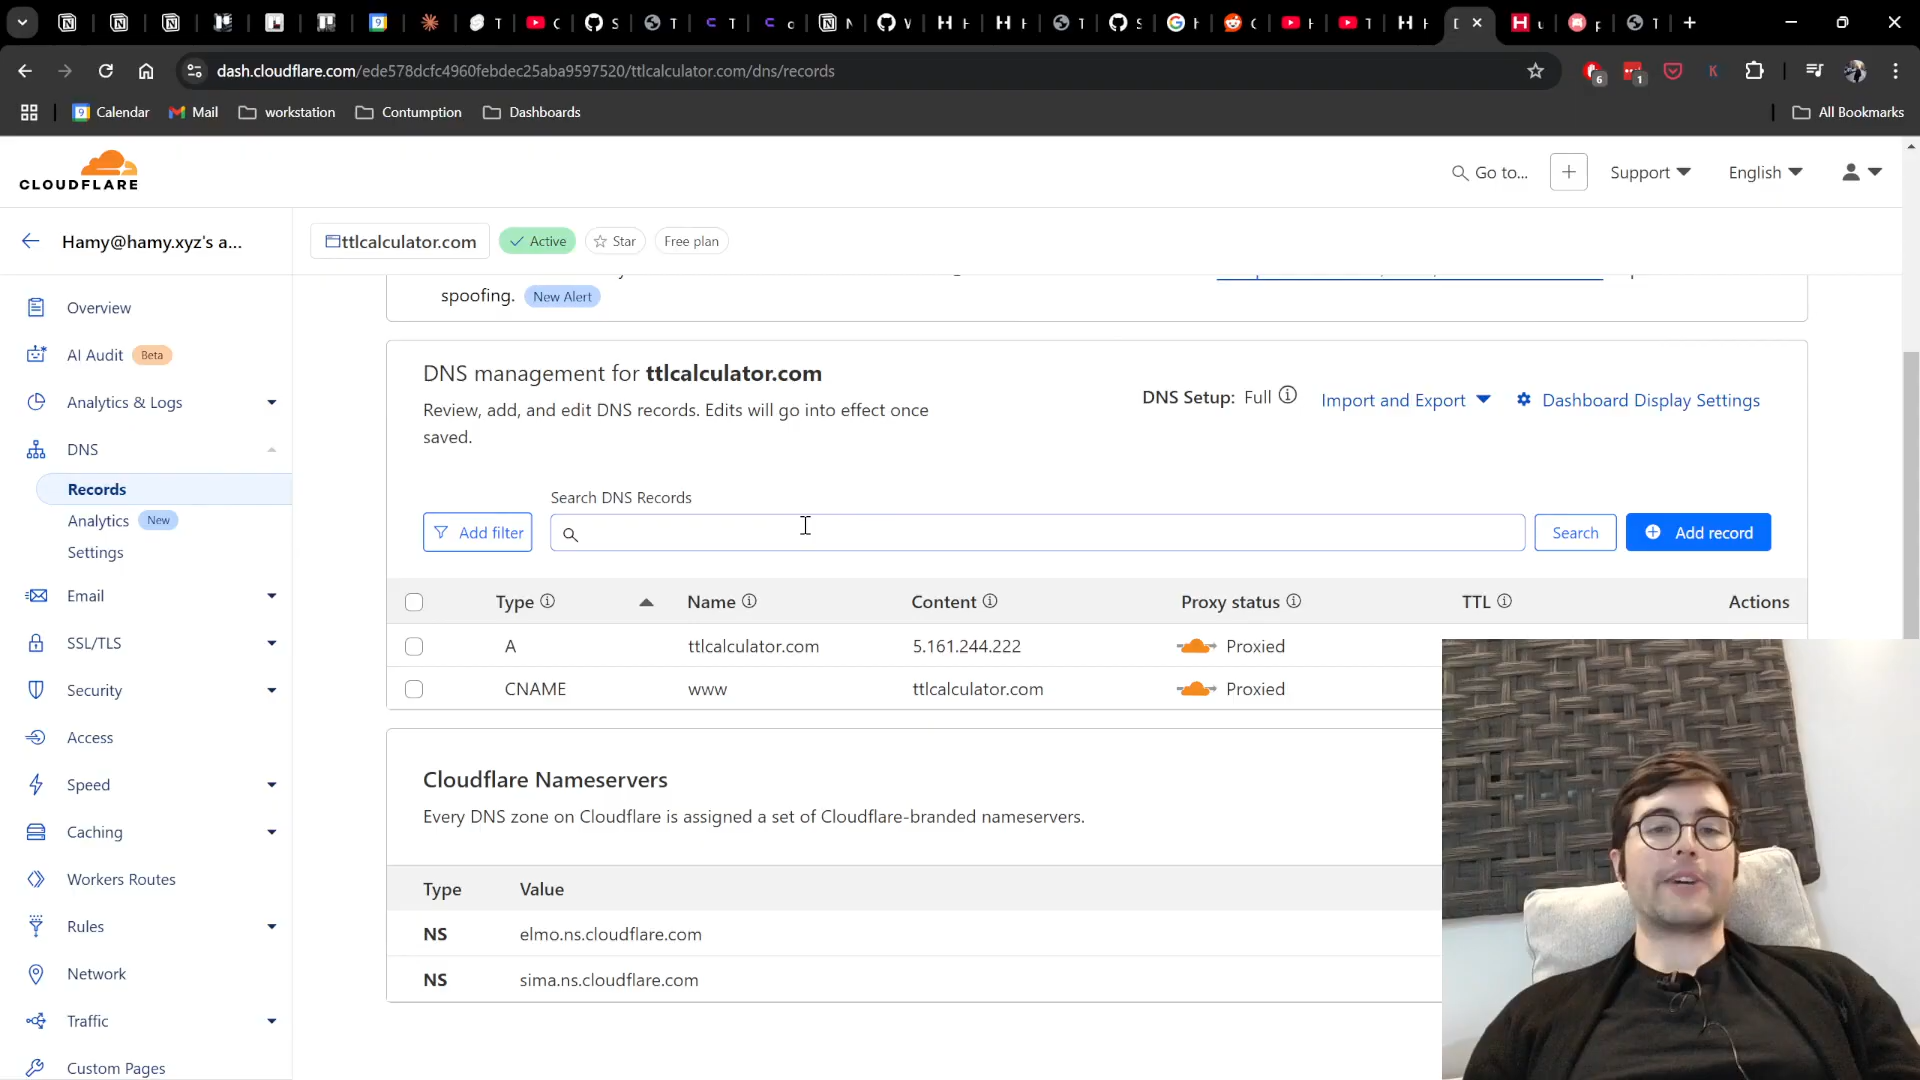 dash.cloudflare.com/ede578dcfc4960febdec25aba9597520/ttlcalculator.com/dns/records
6
1
K
9 Calendar
Mail
workstation
Contumption
Dashboards
All Bookmarks
CLOUDFLARE
Go to...
Support
English
Hamy@hamy.xyz's a...
ttlcalculator.com
Active
Star
Free plan
Overview
AI Audit Beta
Analytics & Logs
DNS
Records
Analytics New
Settings
Email
SSL/TLS
Security
Access
Speed
Caching
Workers Routes
Rules
Network
Traffic
Custom Pages
spoofing. New Alert
DNS management for ttlcalculator.com
Review, add, and edit DNS records. Edits will go into effect once
saved.
DNS Setup: Full
Import and Export
Dashboard Display Settings
Search DNS Records
Add filter
Search
Add record
Type Name Content Proxy status TTL Actions
A ttlcalculator.com 5.161.244.222 Proxied
CNAME www ttlcalculator.com Proxied
Cloudflare Nameservers
Every DNS zone on Cloudflare is assigned a set of Cloudflare-branded nameservers.
Type Value
NS elmo.ns.cloudflare.com
NS sima.ns.cloudflare.com